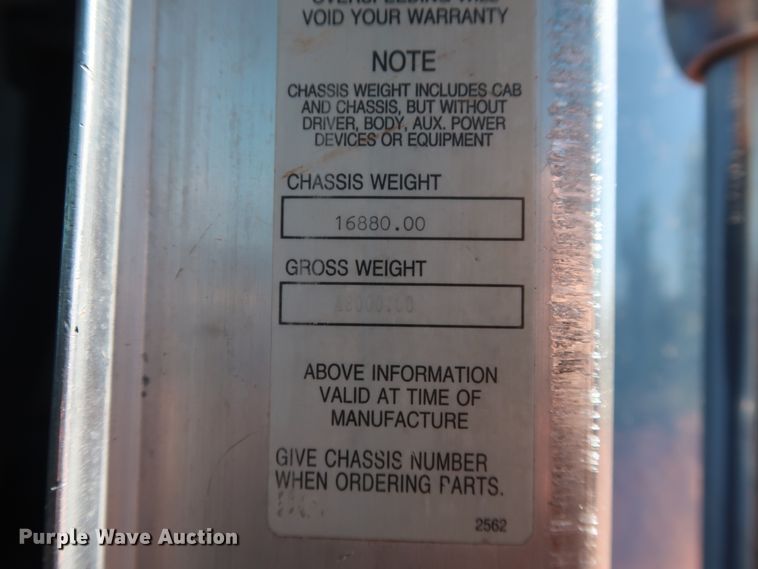 OVERSPEEDING WILL
VOID YOUR WARRANTY
NOTE
CHASSIS WEIGHT INCLUDES CAB
AND CHASSIS, BUT WITHOUT
DRIVER, BODY, AUX. POWER
DEVICES OR EQUIPMENT
CHASSIS WEIGHT
16880.00
GROSS WEIGHT
ABOVE INFORMATION
VALID AT TIME OF
MANUFACTURE
GIVE CHASSIS NUMBER
WHEN ORDERING PARTS.
2562
Purple Wave Auction